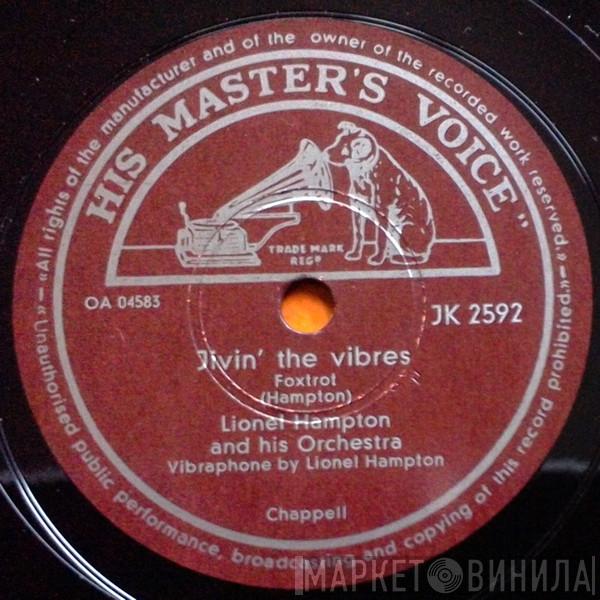 «All rights of the manufacturer and of the owner of the recorded work reserved.»
HIS MASTER'S VOICE"
TRADE MARK
REGD
OA 04583
JK 2592
Jivin' the vibres
Foxtrot
(Hampton)
Lionel Hampton
and his Orchestra
Vibraphone by Lionel Hampton
Chappell
—«Unauthorised public performance, broadcasting and copying of this record prohibited.»—
МАРКЕТ ВИНИЛА